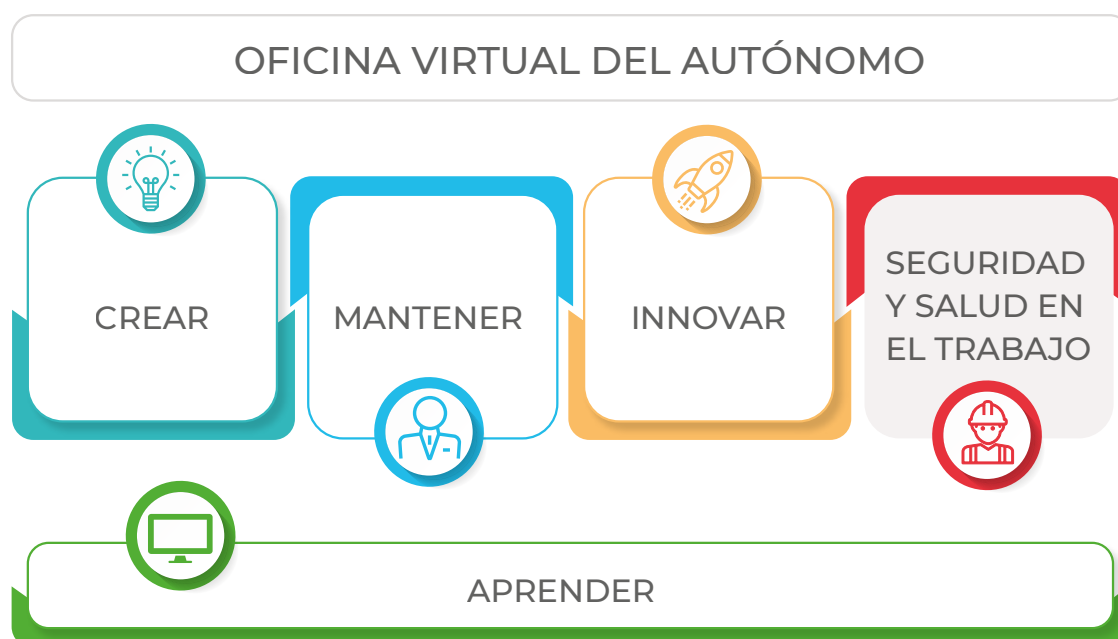 OFICINA VIRTUAL DEL AUTÓNOMO
CREAR
MANTENER
INNOVAR
SEGURIDAD
Y SALUD EN
EL TRABAJO
APRENDER